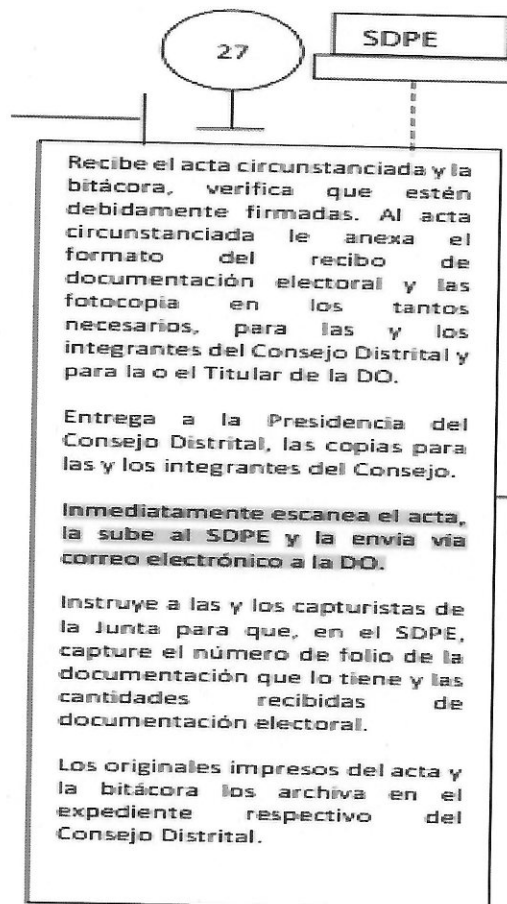 27
SDPE
Recibe el acta circunstanciada y la
bitácora, verifica que estén
debidamente firmadas. Al acta
circunstanciada le anexa el
formato del recibo de
documentación electoral y las
fotocopia en los tantos
necesarios, para las y los
integrantes del Consejo Distrital y
para la o el Titular de la DO.
Entrega a la Presidencia del
Consejo Distrital, las copias para
las y los integrantes del Consejo.
Inmediatamente escanea el acta,
la sube al SDPE y la envía vía
correo electrónico a la DO.
Instruye a las y los capturistas de
la Junta para que, en el SDPE,
capture el número de folio de la
documentación que lo tiene y las
cantidades recibidas de
documentación electoral.
Los originales impresos del acta y
la bitácora los archiva en el
expediente respectivo del
Consejo Distrital.